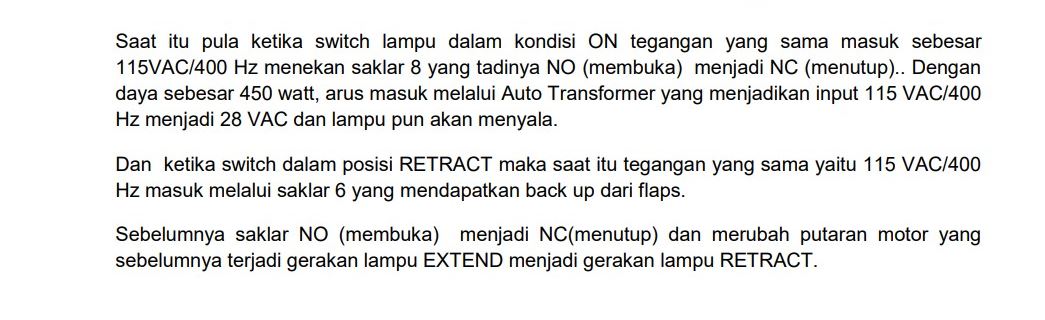 Saat itu pula ketika switch lampu dalam kondisi ON tegangan yang sama masuk sebesar
115VAC/400 Hz menekan saklar 8 yang tadinya NO (membuka) menjadi NC (menutup).. Dengan
daya sebesar 450 watt, arus masuk melalui Auto Transformer yang menjadikan input 115 VAC/400
Hz menjadi 28 VAC dan lampu pun akan menyala.
Dan ketika switch dalam posisi RETRACT maka saat itu tegangan yang sama yaitu 115 VAC/400
Hz masuk melalui saklar 6 yang mendapatkan back up dari flaps.
Sebelumnya saklar NO (membuka) menjadi NC(menutup) dan merubah putaran motor yang
sebelumnya terjadi gerakan lampu EXTEND menjadi gerakan lampu RETRACT.